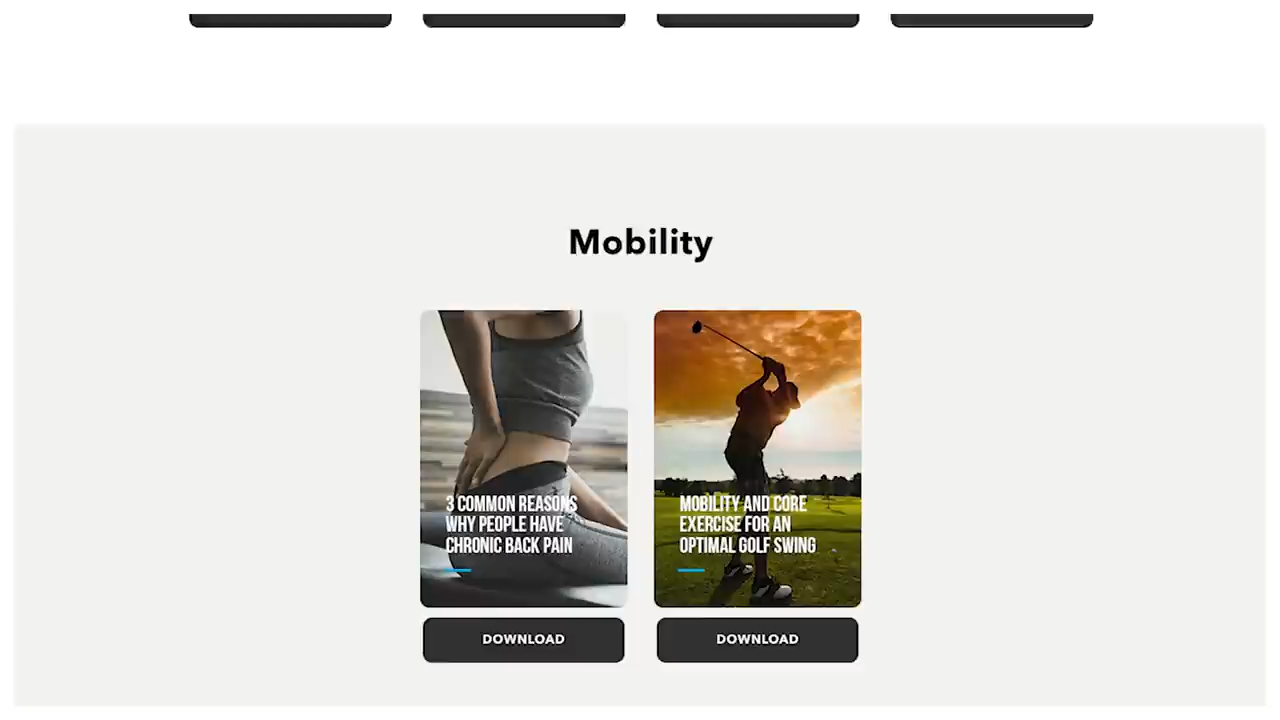 Mobility
3 COMMON REASONS
WHY PEOPLE HAVE
CHRONIC BACK PAIN
MOBILITY AND CORE
EXERCISE FOR AN
OPTIMAL GOLF SWING
DOWNLOAD
DOWNLOAD